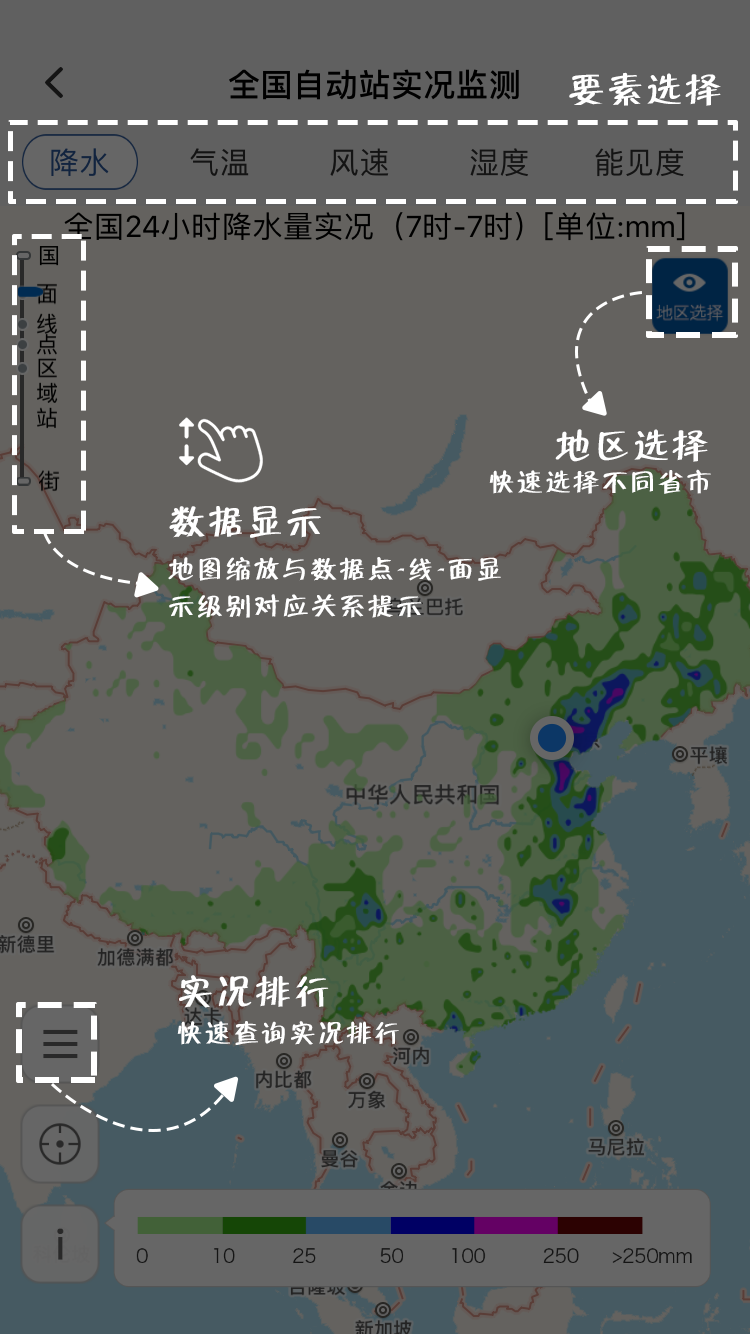 全国自动站实况监测
要素选择
降水 气温 风速 湿度 能见度
全国24小时降水量实况（7时-7时）[单位:mm]
国
面
线
点
区
域
站
街
地区选择
地区选择
快速选择不同省市
数据显示
地图缩放与数据点-线-面显
示级别对应关系提示
巴托
平壤
中华人民共和国
新德里
加德满都
实况排行
达卡
快速查询实况排行
河内
内比都
万象
马尼拉
曼谷
金边
i
0 10 25 50 100 250 >250mm
吉隆坡
新加坡